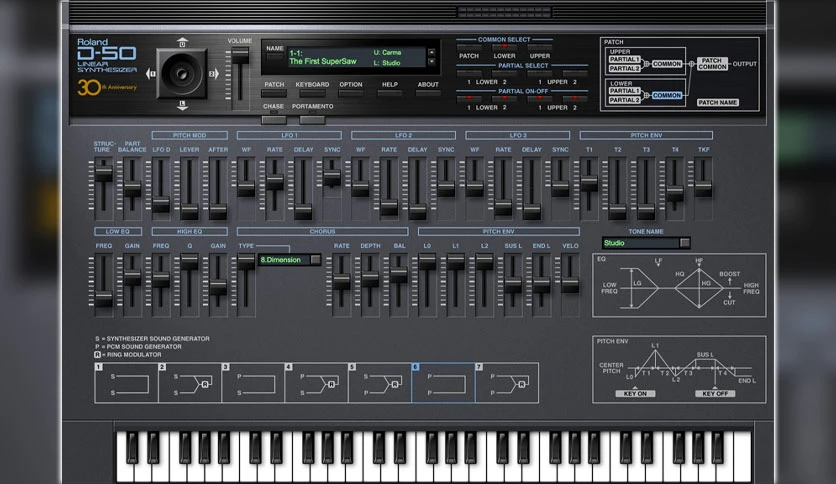 Roland
D-50
LINEAR
SYNTHESIZER
30th Anniversary
U
1
2
L
VOLUME
NAME
1-1:
The First SuperSaw
U: Carma
L: Studio
PATCH KEYBOARD OPTION HELP ABOUT
CHASE PORTAMENTO
COMMON SELECT
PATCH LOWER UPPER
PARTIAL SELECT
1 LOWER 2 1 UPPER 2
PARTIAL ON-OFF
1 LOWER 2 1 UPPER 2
PATCH
UPPER
PARTIAL1
PARTIAL2
COMMON
LOWER
PARTIAL1
PARTIAL2
COMMON
PATCH COMMON
OUTPUT
PATCH NAME
PITCH MOD LFO 1 LFO 2 LFO 3 PITCH ENV
STRUC-TURE PART BALANCE LFO D LEVER AFTER WF RATE DELAY SYNC WF RATE DELAY SYNC WF RATE DELAY SYNC T1 T2 T3 T4 TKF
LOW EQ HIGH EQ CHORUS PITCH ENV TONE NAME
Studio
FREQ GAIN FREQ Q GAIN TYPE RATE DEPTH BAL L0 L1 L2 SUS L END L VELO
8.Dimension
EQ
LF HF
LOW FREQ LG HQ HG BOOST CUT HIGH FREQ
S = SYNTHESIZER SOUND GENERATOR
P = PCM SOUND GENERATOR
R = RING MODULATOR
1 S S
2 S S R
3 P S
4 P S R
5 S P R
6 P P
7 P P R
PITCH ENV
L1
SUS L
CENTER PITCH
L0 T1 T2 L2 T3 T4 END L
KEY ON KEY OFF